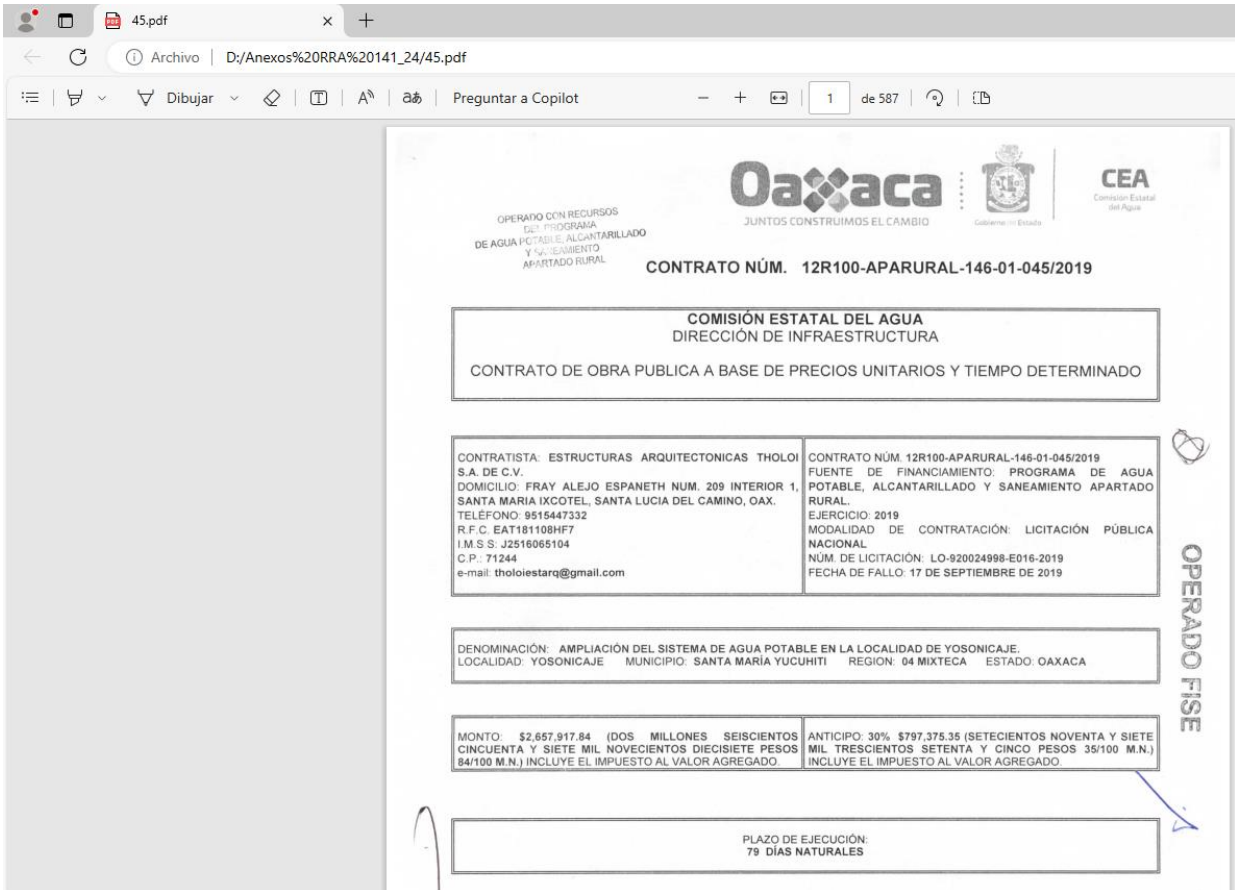 45.pdf
Archivo | D:/Anexos%20RRA%20141_24/45.pdf
Dibujar
Preguntar a Copilot
1 de 587
Oaxaca
JUNTOS CONSTRUIMOS EL CAMBIO
Gobierno del Estado
CEA
Comisión Estatal
del Agua
OPERADO CON RECURSOS
DEL PROGRAMA
DE AGUA POTABLE, ALCANTARILLADO
Y SANEAMIENTO
APARTADO RURAL
CONTRATO NÚM. 12R100-APARURAL-146-01-045/2019
COMISIÓN ESTATAL DEL AGUA
DIRECCIÓN DE INFRAESTRUCTURA
CONTRATO DE OBRA PUBLICA A BASE DE PRECIOS UNITARIOS Y TIEMPO DETERMINADO
CONTRATISTA: ESTRUCTURAS ARQUITECTONICAS THOLOI
S.A. DE C.V.
DOMICILIO: FRAY ALEJO ESPANETH NUM. 209 INTERIOR 1,
SANTA MARIA IXCOTEL, SANTA LUCIA DEL CAMINO, OAX.
TELÉFONO: 9515447332
R.F.C. EAT181108HF7
I.M.S.S: J2516065104
C.P.: 71244
e-mail: tholoiestarq@gmail.com
CONTRATO NÚM. 12R100-APARURAL-146-01-045/2019
FUENTE DE FINANCIAMIENTO: PROGRAMA DE AGUA
POTABLE, ALCANTARILLADO Y SANEAMIENTO APARTADO
RURAL.
EJERCICIO: 2019
MODALIDAD DE CONTRATACIÓN: LICITACIÓN PÚBLICA
NACIONAL
NÚM. DE LICITACIÓN: LO-920024998-E016-2019
FECHA DE FALLO: 17 DE SEPTIEMBRE DE 2019
OPERADO FISE
DENOMINACIÓN: AMPLIACIÓN DEL SISTEMA DE AGUA POTABLE EN LA LOCALIDAD DE YOSONICAJE.
LOCALIDAD: YOSONICAJE MUNICIPIO: SANTA MARÍA YUCUHITI REGION: 04 MIXTECA ESTADO: OAXACA
MONTO: $2,657,917.84 (DOS MILLONES SEISCIENTOS
CINCUENTA Y SIETE MIL NOVECIENTOS DIECISIETE PESOS
84/100 M.N.) INCLUYE EL IMPUESTO AL VALOR AGREGADO.
ANTICIPO: 30% $797,375.35 (SETECIENTOS NOVENTA Y SIETE
MIL TRESCIENTOS SETENTA Y CINCO PESOS 35/100 M.N.)
INCLUYE EL IMPUESTO AL VALOR AGREGADO.
PLAZO DE EJECUCIÓN:
79 DÍAS NATURALES